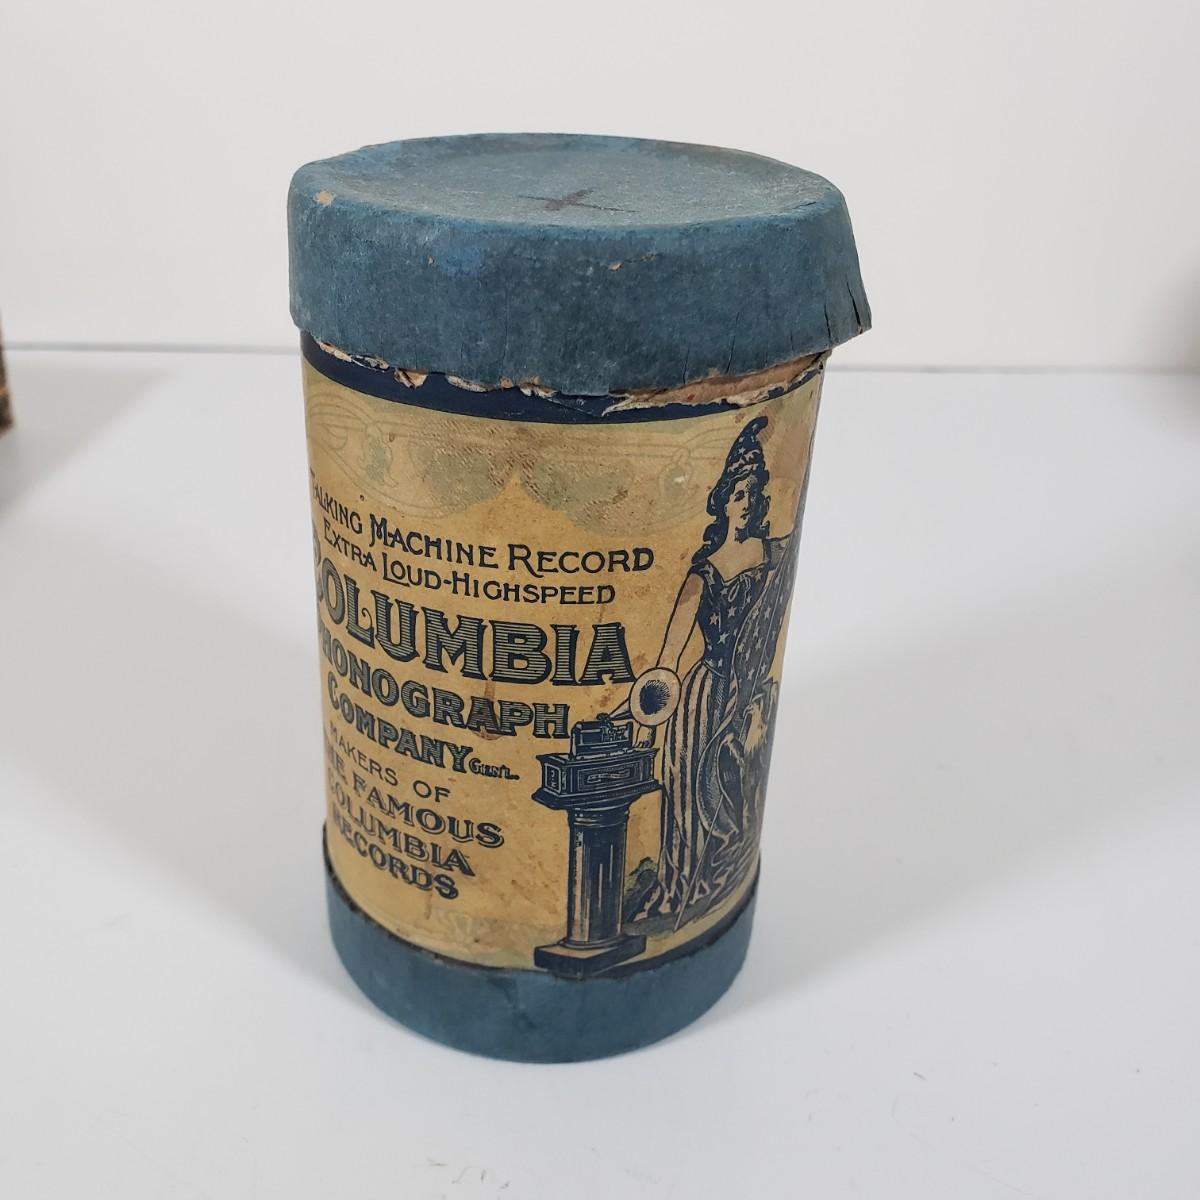 TALKING MACHINE RECORD
EXTRA LOUD-HIGHSPEED
COLUMBIA
PHONOGRAPH
COMPANY GEN'L.
MAKERS OF
THE FAMOUS
COLUMBIA
RECORDS